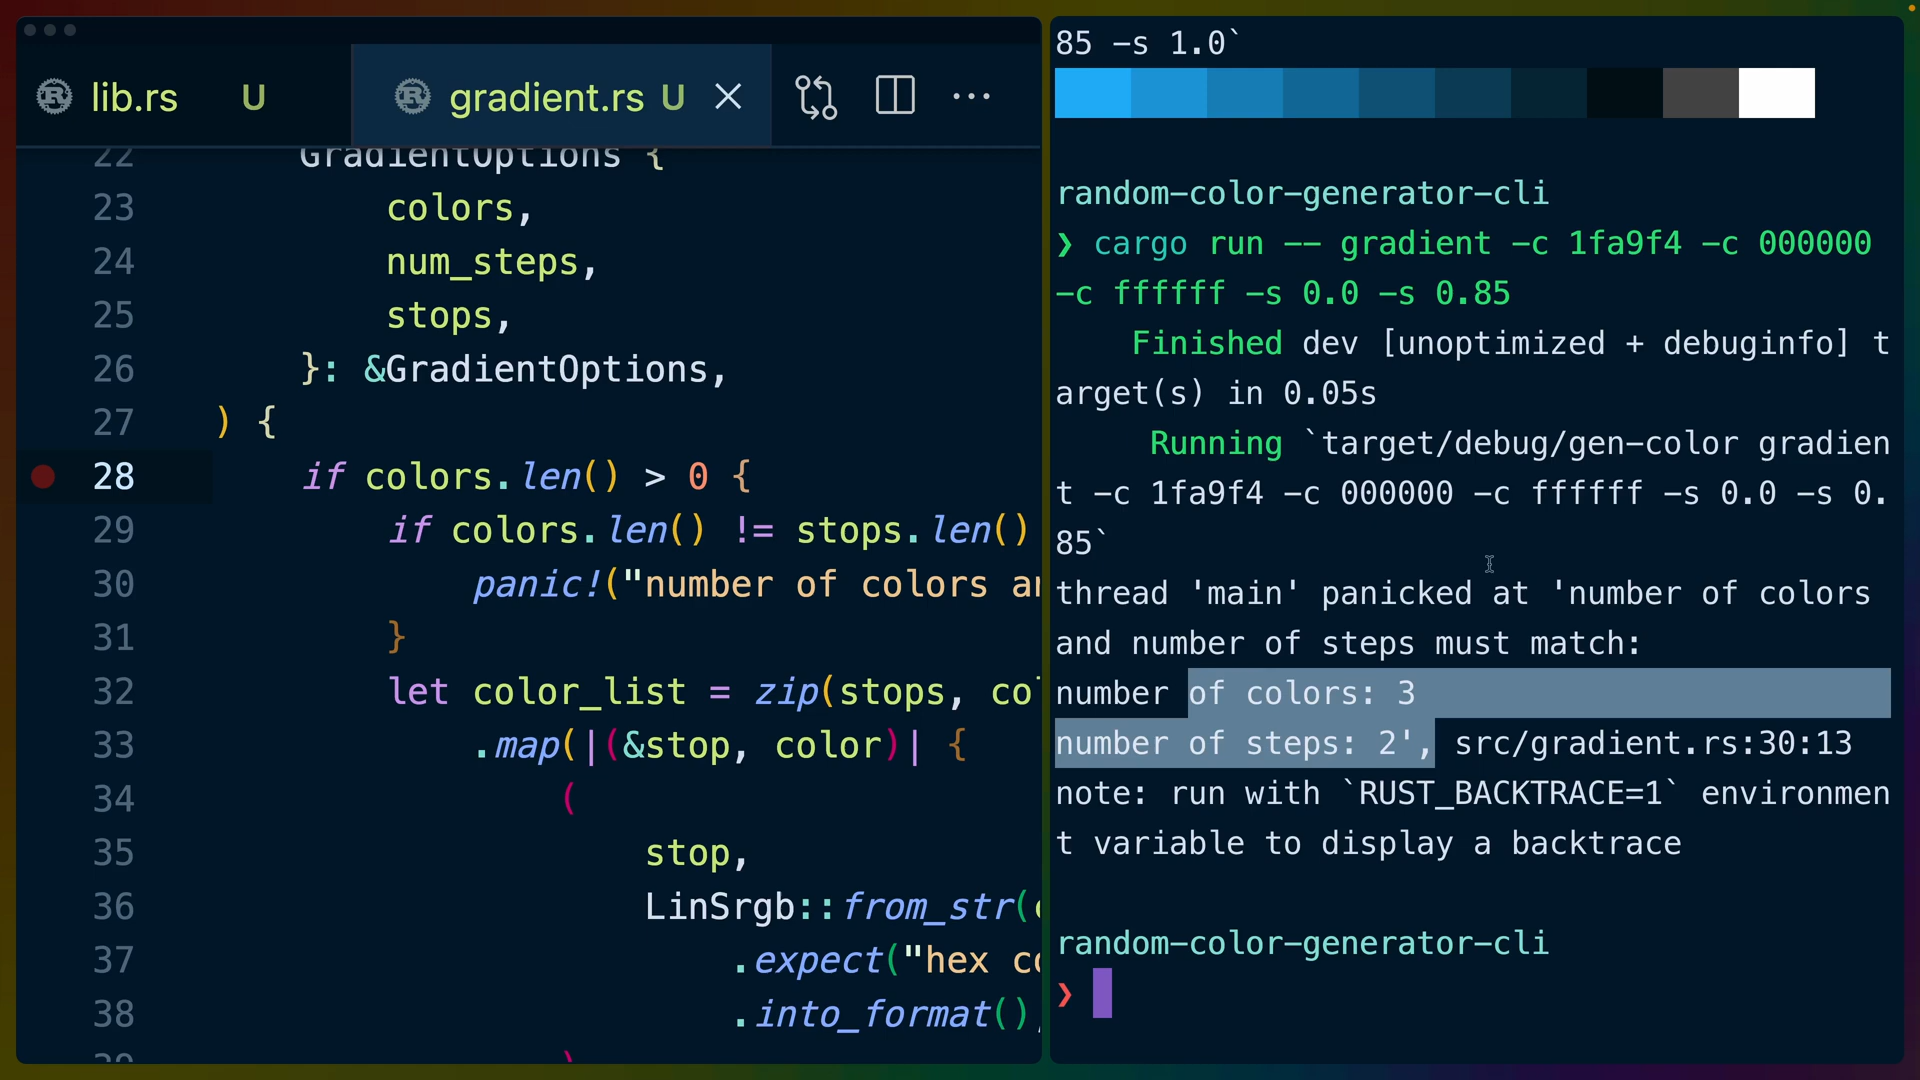 lib.rs U
gradient.rs U
22 GradientOptions {
23 colors,
24 num_steps,
25 stops,
26 }: &GradientOptions,
27 ) {
28 if colors.len() > 0 {
29 if colors.len() != stops.len()
30 panic!("number of colors
31 }
32 let color_list = zip(stops,
33 .map(|(&stop, color)| {
34 (
35 stop,
36 LinSrgb::from_str(
37 .expect("hex
38 .into_format()
39 )
85 -s 1.0`
random-color-generator-cli
❯ cargo run -- gradient -c 1fa9f4 -c 000000
-c ffffff -s 0.0 -s 0.85
Finished dev [unoptimized + debuginfo] t
arget(s) in 0.05s
Running `target/debug/gen-color gradien
t -c 1fa9f4 -c 000000 -c ffffff -s 0.0 -s 0.
85`
thread 'main' panicked at 'number of colors
and number of steps must match:
number of colors: 3
number of steps: 2', src/gradient.rs:30:13
note: run with `RUST_BACKTRACE=1` environmen
t variable to display a backtrace
random-color-generator-cli
❯